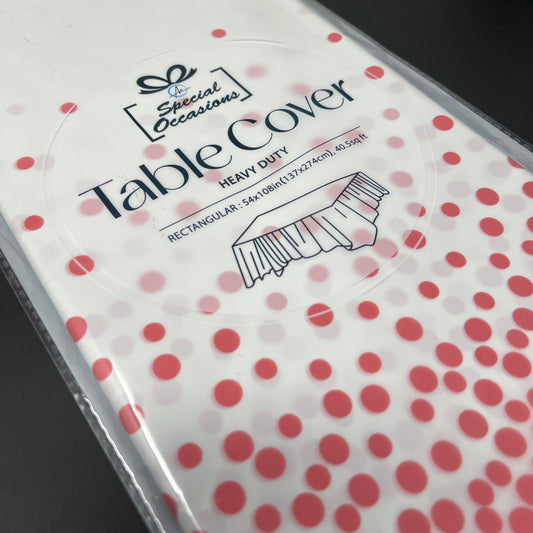 Special
Occasions
Table Cover
HEAVY DUTY
RECTANGULAR : 54x108in(137x274cm), 40.5sq.ft